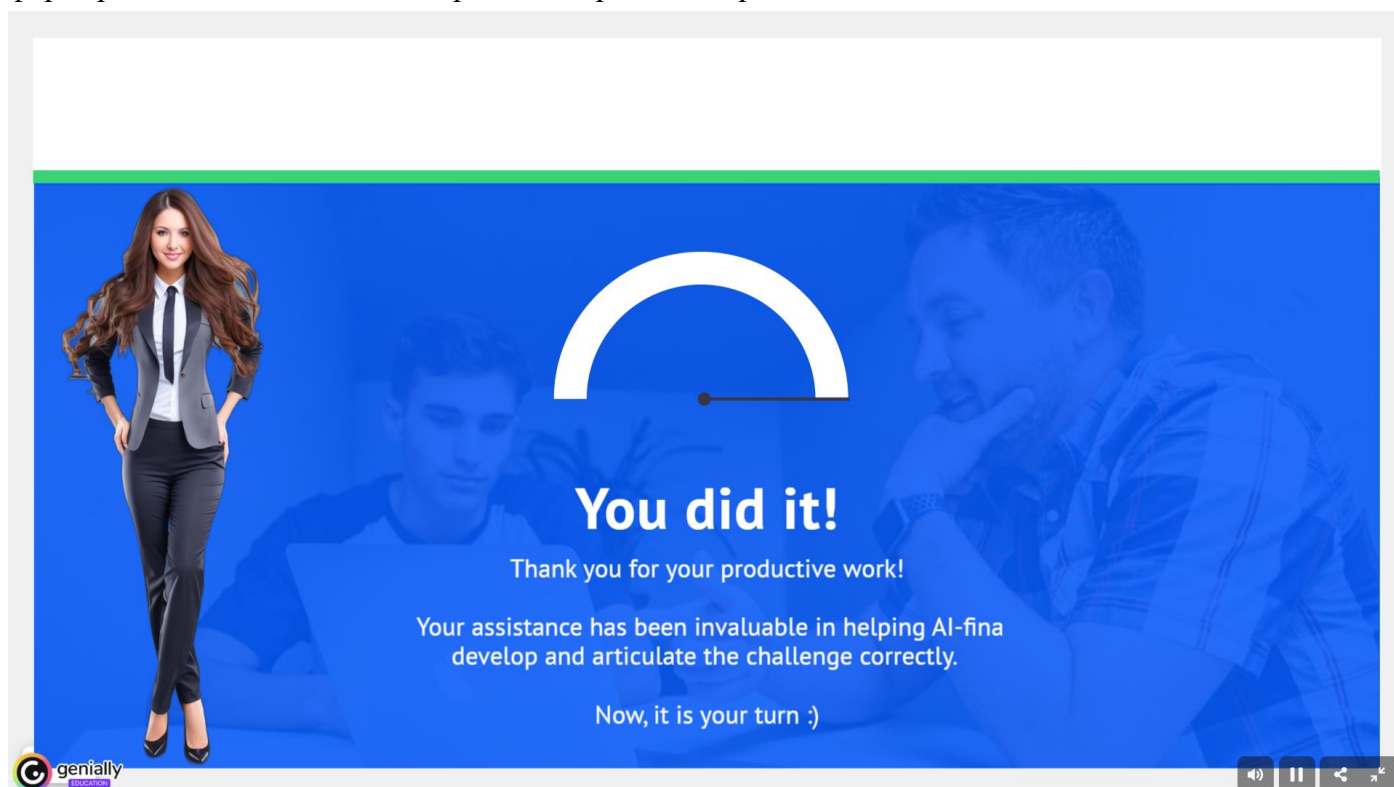 You did it!
Thank you for your productive work!
Your assistance has been invaluable in helping AI-fina
develop and articulate the challenge correctly.
Now, it is your turn :)
genially
EDUCATION